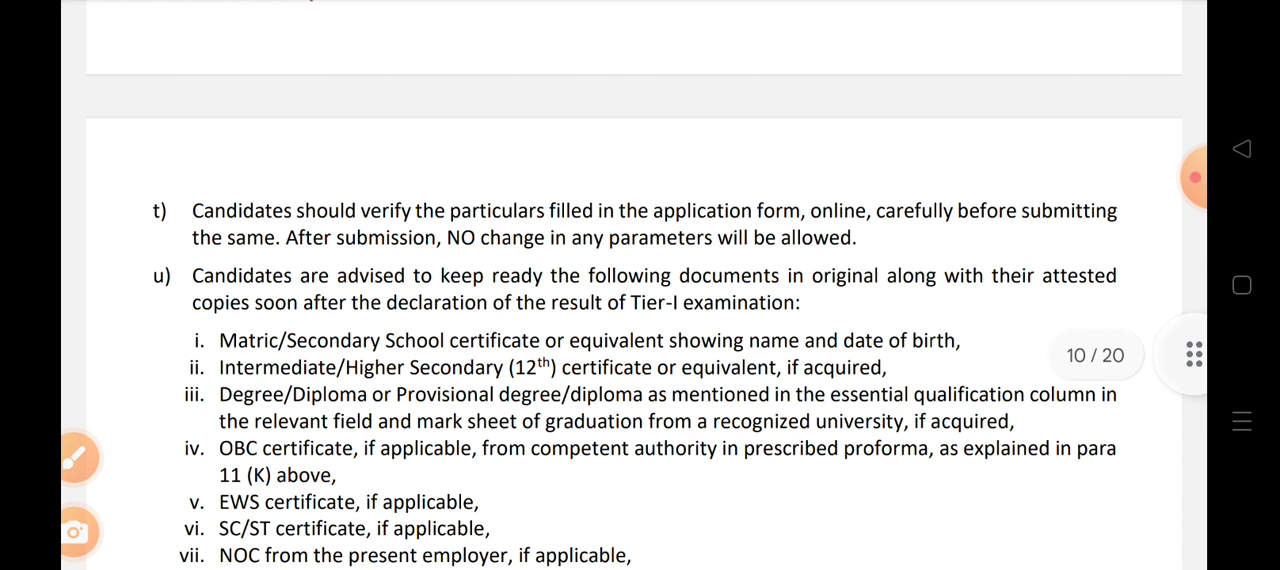 t) Candidates should verify the particulars filled in the application form, online, carefully before submitting
the same. After submission, NO change in any parameters will be allowed.
u) Candidates are advised to keep ready the following documents in original along with their attested
copies soon after the declaration of the result of Tier-I examination:
i. Matric/Secondary School certificate or equivalent showing name and date of birth,
ii. Intermediate/Higher Secondary (12th) certificate or equivalent, if acquired,
10 / 20
iii. Degree/Diploma or Provisional degree/diploma as mentioned in the essential qualification column in
the relevant field and mark sheet of graduation from a recognized university, if acquired,
iv. OBC certificate, if applicable, from competent authority in prescribed proforma, as explained in para
11 (K) above,
v. EWS certificate, if applicable,
vi. SC/ST certificate, if applicable,
vii. NOC from the present employer, if applicable,